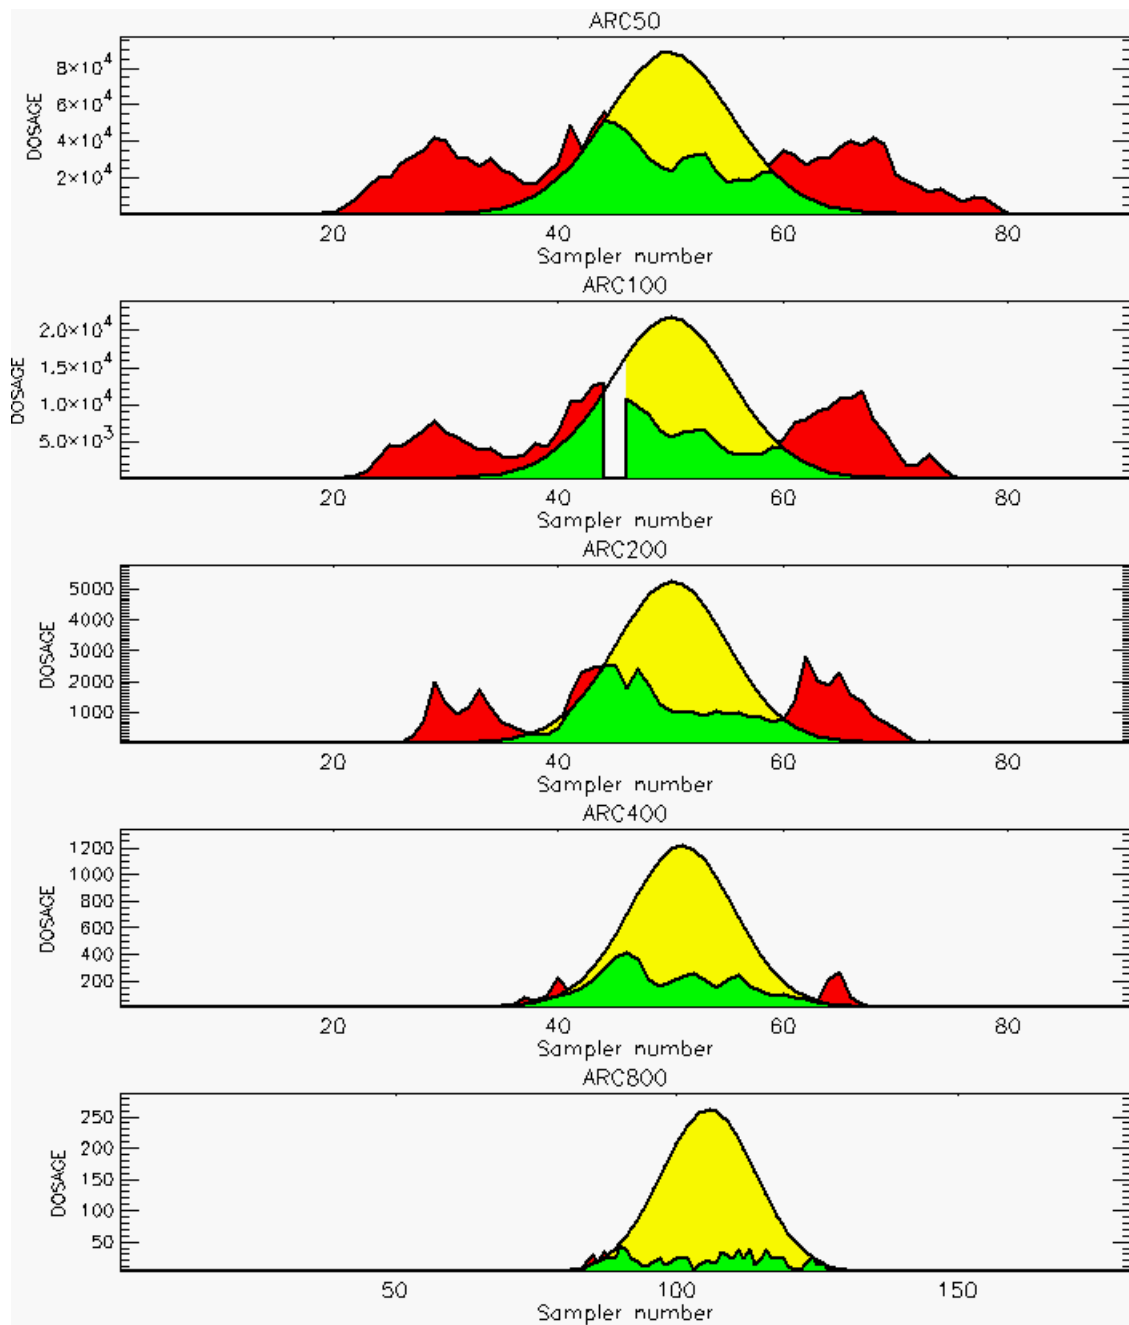 ARC50
8×10⁴
6×10⁴
4×10⁴
2×10⁴
DOSAGE
20 40 60 80
Sampler number
ARC100
2.0×10⁴
1.5×10⁴
1.0×10⁴
5.0×10³
DOSAGE
20 40 60 80
Sampler number
ARC200
5000
4000
3000
2000
1000
DOSAGE
20 40 60 80
Sampler number
ARC400
1200
1000
800
600
400
200
DOSAGE
20 40 60 80
Sampler number
ARC800
250
200
150
100
50
DOSAGE
50 100 150
Sampler number